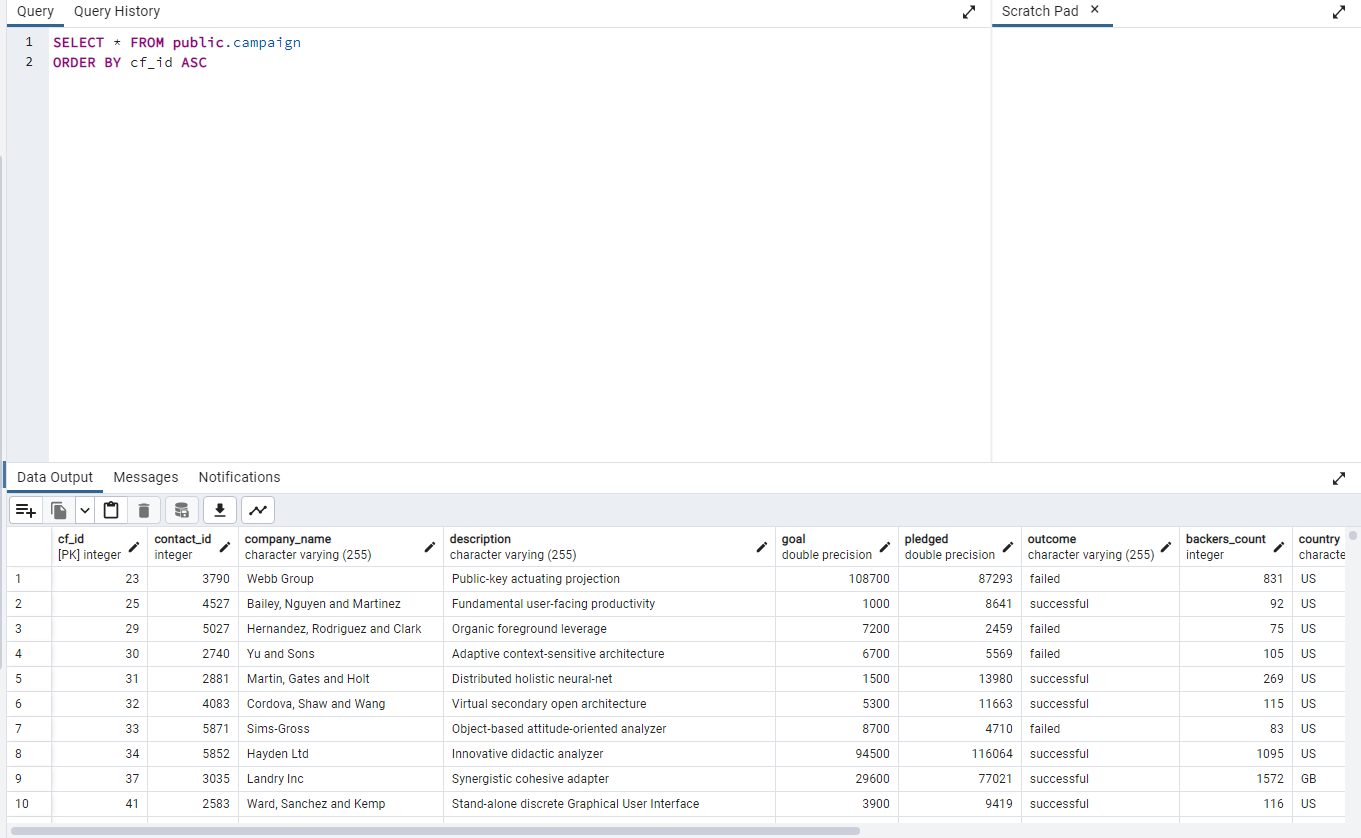 Query Query History Scratch Pad ×
1 SELECT * FROM public.campaign
2 ORDER BY cf_id ASC
Data Output Messages Notifications
cf_id contact_id company_name description goal pledged outcome backers_count country
[PK] integer integer character varying (255) character varying (255) double precision double precision character varying (255) integer characte
1 23 3790 Webb Group Public-key actuating projection 108700 87293 failed 831 US
2 25 4527 Bailey, Nguyen and Martinez Fundamental user-facing productivity 1000 8641 successful 92 US
3 29 5027 Hernandez, Rodriguez and Clark Organic foreground leverage 7200 2459 failed 75 US
4 30 2740 Yu and Sons Adaptive context-sensitive architecture 6700 5569 failed 105 US
5 31 2881 Martin, Gates and Holt Distributed holistic neural-net 1500 13980 successful 269 US
6 32 4083 Cordova, Shaw and Wang Virtual secondary open architecture 5300 11663 successful 115 US
7 33 5871 Sims-Gross Object-based attitude-oriented analyzer 8700 4710 failed 83 US
8 34 5852 Hayden Ltd Innovative didactic analyzer 94500 116064 successful 1095 US
9 37 3035 Landry Inc Synergistic cohesive adapter 29600 77021 successful 1572 GB
10 41 2583 Ward, Sanchez and Kemp Stand-alone discrete Graphical User Interface 3900 9419 successful 116 US